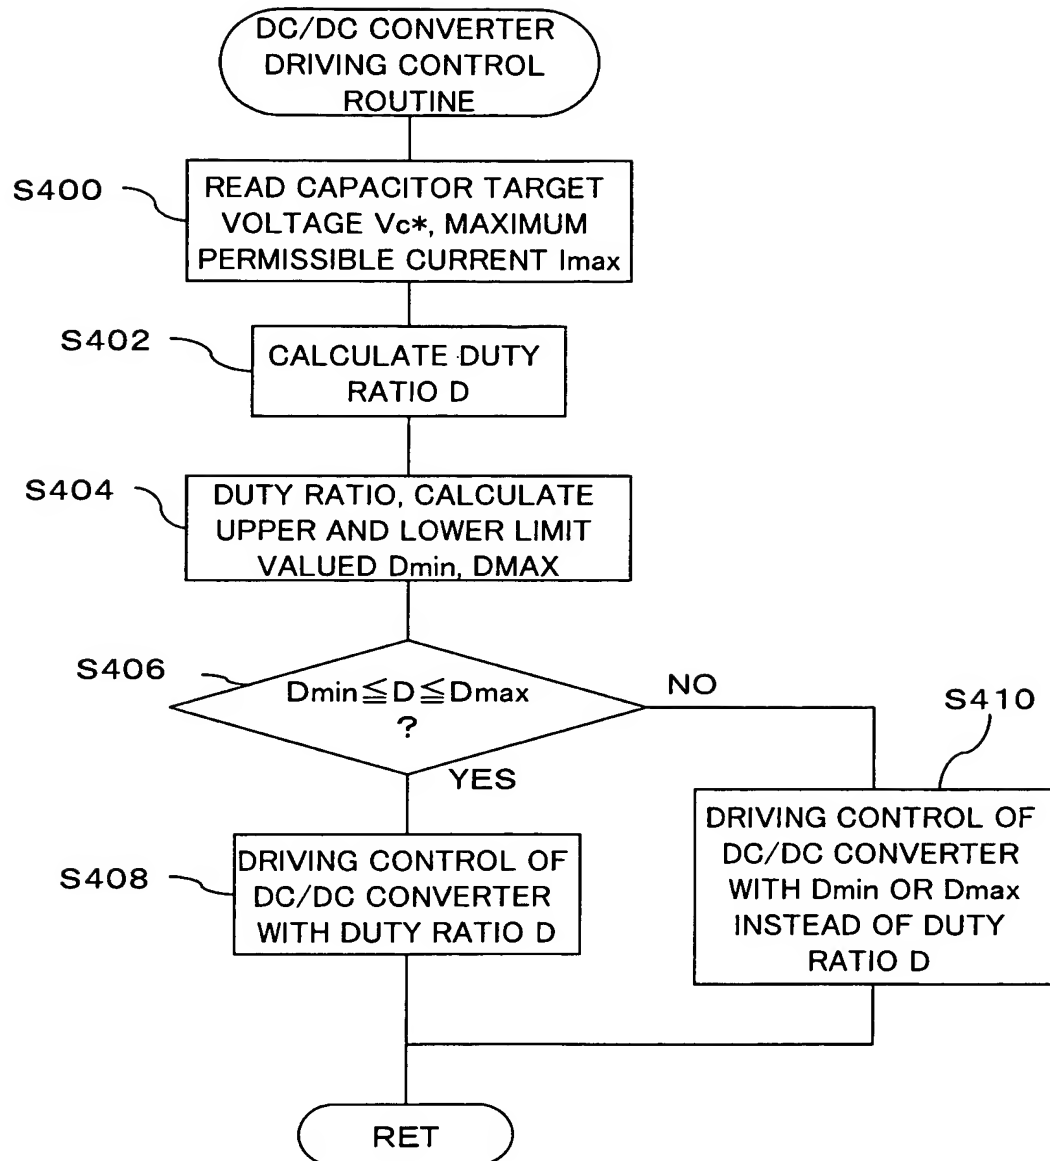 DC/DC CONVERTER
DRIVING CONTROL
ROUTINE
S400
READ CAPACITOR TARGET
VOLTAGE Vc*, MAXIMUM
PERMISSIBLE CURRENT Imax
S402
CALCULATE DUTY
RATIO D
S404
DUTY RATIO, CALCULATE
UPPER AND LOWER LIMIT
VALUED Dmin, DMAX
S406
Dmin≦D≦Dmax
?
NO
YES
S410
DRIVING CONTROL OF
DC/DC CONVERTER
WITH Dmin OR Dmax
INSTEAD OF DUTY
RATIO D
S408
DRIVING CONTROL OF
DC/DC CONVERTER
WITH DUTY RATIO D
RET